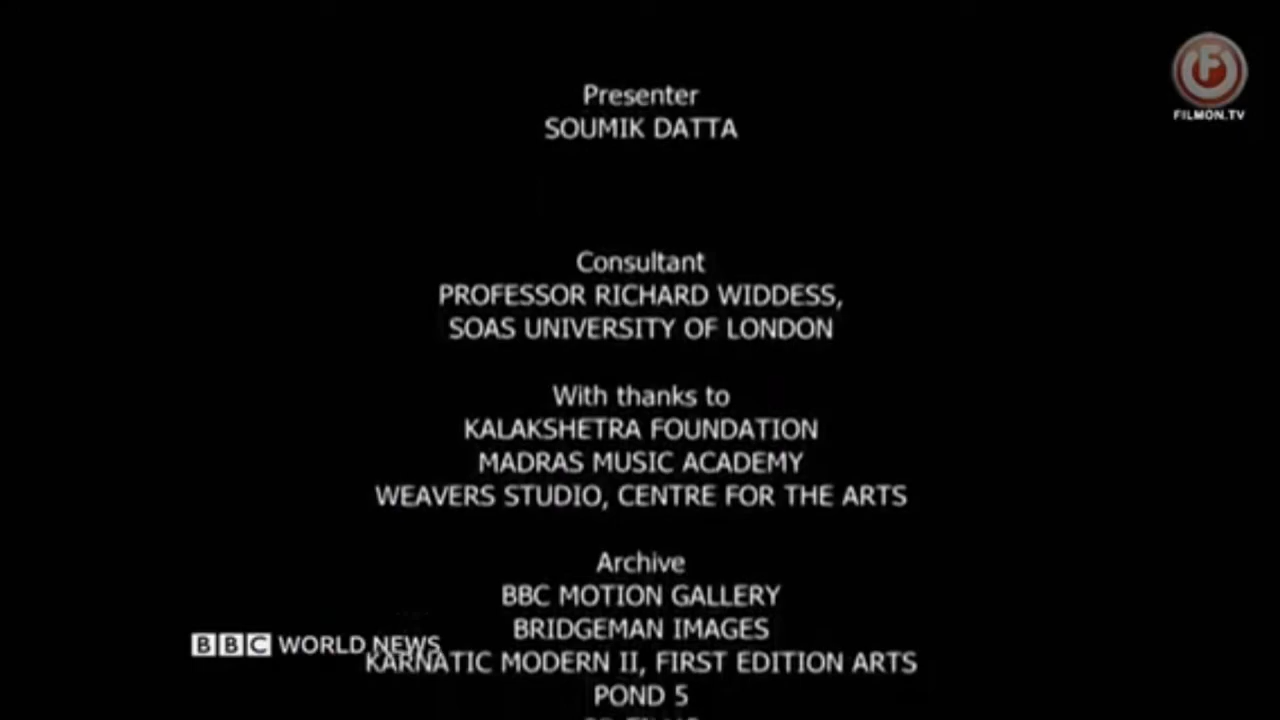 Presenter
SOUMIK DATTA
F
FILMON.TV
Consultant
PROFESSOR RICHARD WIDDESS,
SOAS UNIVERSITY OF LONDON
With thanks to
KALAKSHETRA FOUNDATION
MADRAS MUSIC ACADEMY
WEAVERS STUDIO, CENTRE FOR THE ARTS
Archive
BBC MOTION GALLERY
BRIDGEMAN IMAGES
BBC WORLD NEWS
KARNATIC MODERN II, FIRST EDITION ARTS
POND 5